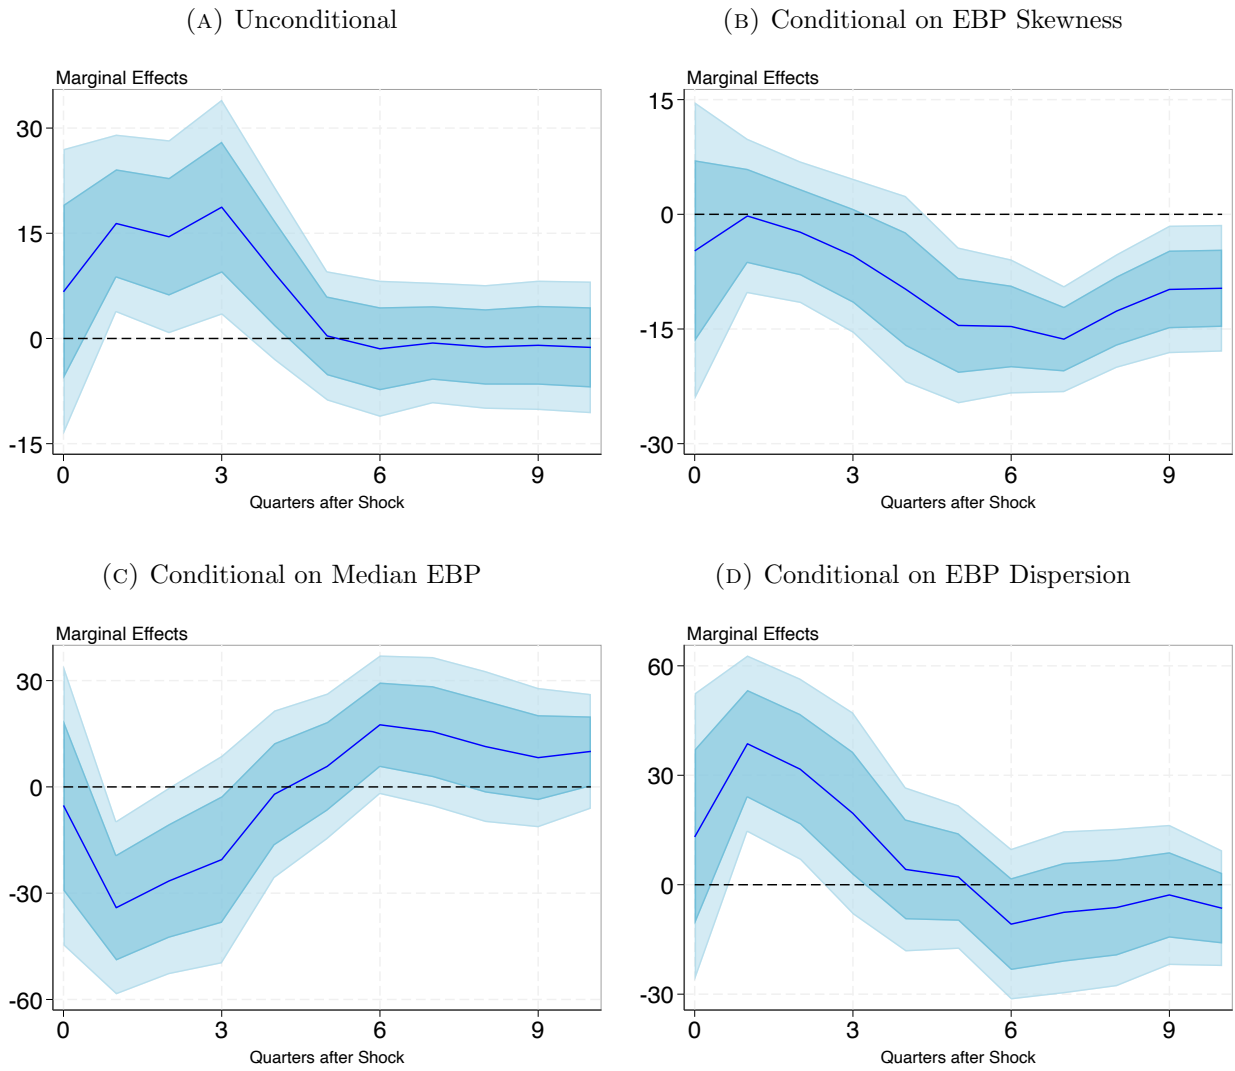 (A) Unconditional
Marginal Effects
30
15
0
-15
0 3 6 9
Quarters after Shock
(B) Conditional on EBP Skewness
Marginal Effects
15
0
-15
-30
0 3 6 9
Quarters after Shock
(C) Conditional on Median EBP
Marginal Effects
30
0
-30
-60
0 3 6 9
Quarters after Shock
(D) Conditional on EBP Dispersion
Marginal Effects
60
30
0
-30
0 3 6 9
Quarters after Shock